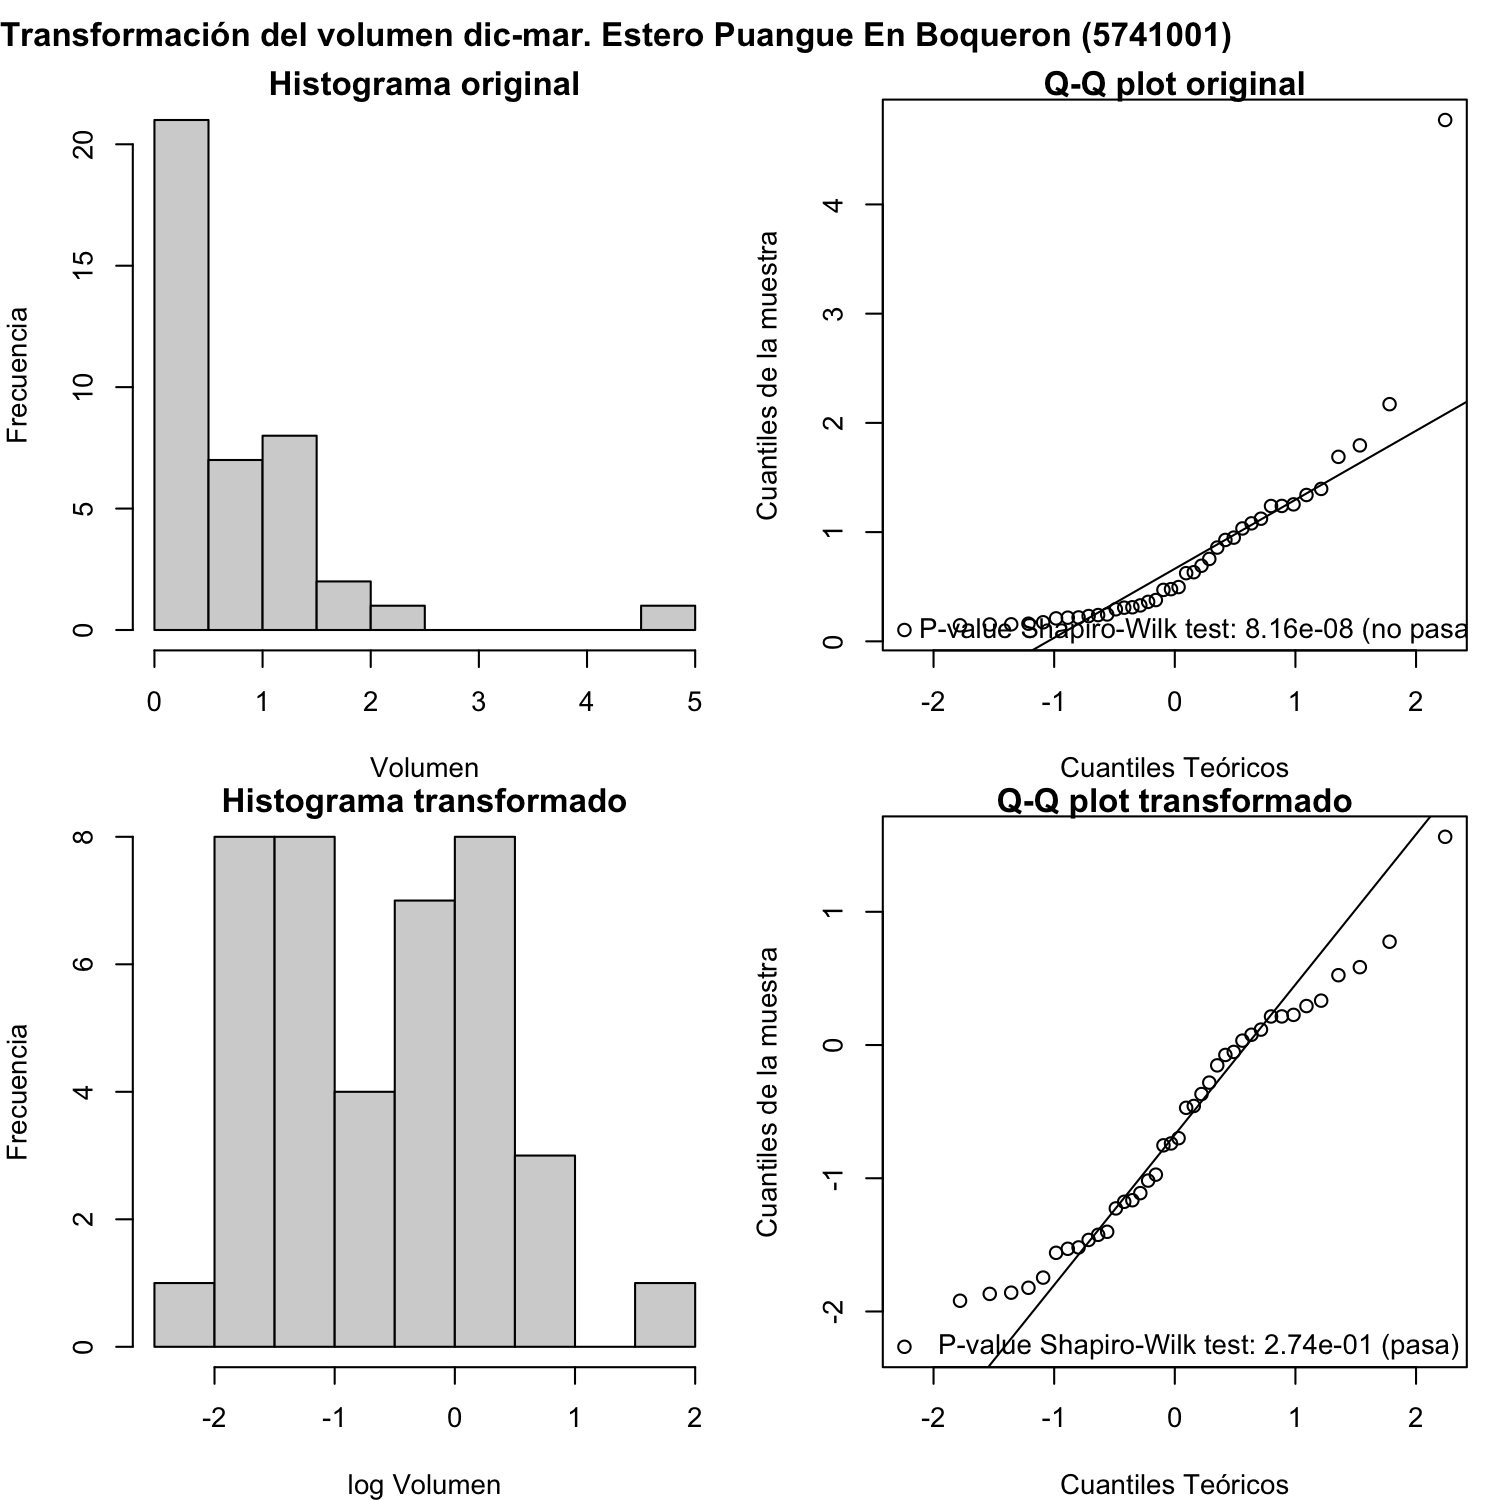 Transformación del volumen dic-mar. Estero Puangue En Boqueron (5741001)
Histograma original
Frecuencia
20
15
10
5
0
0 1 2 3 4 5
Volumen
Q-Q plot original
Cuantiles de la muestra
4
3
2
1
0
P-value Shapiro-Wilk test: 8.16e-08 (no pasa
-2 -1 0 1 2
Cuantiles Teóricos
Histograma transformado
Frecuencia
8
6
4
2
0
-2 -1 0 1 2
log Volumen
Q-Q plot transformado
Cuantiles de la muestra
1
0
-1
-2
P-value Shapiro-Wilk test: 2.74e-01 (pasa)
-2 -1 0 1 2
Cuantiles Teóricos